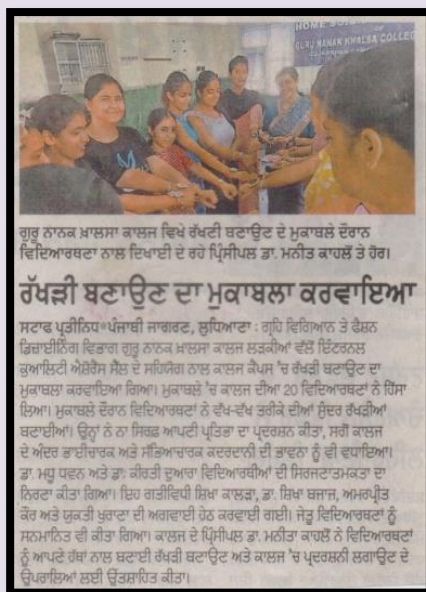 HOME SCIENCE
GURU NANAK KHALSA COLLEGE
ਗੁਰੂ ਨਾਨਕ ਖ਼ਾਲਸਾ ਕਾਲਜ ਵਿਖੇ ਰੱਖਣੀ ਬਣਾਉਣ ਦੇ ਮੁਕਾਬਲੇ ਦੌਰਾਨ
ਵਿਦਿਆਰਥਣਾ ਨਾਲ ਦਿਖਾਈ ਦੇ ਰਹੇ ਪ੍ਰਿੰਸੀਪਲ ਡਾ. ਮਨੀਤ ਕਾਹਲੋਂ ਤੇ ਹੋਰ।
ਰੱਖੜੀ ਬਣਾਉਣ ਦਾ ਮੁਕਾਬਲਾ ਕਰਵਾਇਆ
ਸਟਾਫ ਪ੍ਰਤੀਨਿਧ•ਪੰਜਾਬੀ ਜਾਗਰਣ, ਲੁਧਿਆਣਾ : ਗ੍ਰਹਿ ਵਿਗਿਆਨ ਤੇ ਫੈਸ਼ਨ
ਡਿਜ਼ਾਈਨਿੰਗ ਵਿਭਾਗ ਗੁਰੂ ਨਾਨਕ ਖ਼ਾਲਸਾ ਕਾਲਜ ਲੜਕੀਆਂ ਵੱਲੋਂ ਇੰਟਰਨਲ
ਕੁਆਲਿਟੀ ਐਸ਼ੋਰੈਂਸ ਸੈੱਲ ਦੇ ਸਹਿਯੋਗ ਨਾਲ ਕਾਲਜ ਕੈਂਪਸ 'ਚ ਰੱਖੜੀ ਬਣਾਉਣ ਦਾ
ਮੁਕਾਬਲਾ ਕਰਵਾਇਆ ਗਿਆ। ਮੁਕਾਬਲੇ 'ਚ ਕਾਲਜ ਦੀਆ 20 ਵਿਦਿਆਰਥਣਾਂ ਨੇ ਹਿੱਸਾ
ਲਿਆ। ਮੁਕਾਬਲੇ ਦੌਰਾਨ ਵਿਦਿਆਰਥਣਾਂ ਨੇ ਵੱਖ-ਵੱਖ ਤਰੀਕੇ ਦੀਆਂ ਸੁੰਦਰ ਰੱਖੜੀਆਂ
ਬਣਾਈਆਂ। ਉਨ੍ਹਾਂ ਨੇ ਨਾ ਸਿਰਫ਼ ਆਪਣੀ ਪ੍ਰਤਿਭਾ ਦਾ ਪ੍ਰਦਰਸ਼ਨ ਕੀਤਾ, ਸਗੋਂ ਕਾਲਜ
ਦੇ ਅੰਦਰ ਭਾਈਚਾਰਕ ਅਤੇ ਸੱਭਿਆਚਾਰਕ ਕਦਰਦਾਨੀ ਦੀ ਭਾਵਨਾ ਨੂੰ ਵੀ ਵਧਾਇਆ।
ਡਾ. ਮਧੂ ਧਵਨ ਅਤੇ ਡਾ: ਕੀਰਤੀ ਦੁਆਰਾ ਵਿਦਿਆਰਥੀਆਂ ਦੀ ਸਿਰਜਣਾਤਮਕਤਾ ਦਾ
ਨਿਰਣਾ ਕੀਤਾ ਗਿਆ। ਇਹ ਗਤੀਵਿਧੀ ਸ਼ਿਖਾ ਕਾਲੜਾ, ਡਾ. ਸ਼ਿਖਾ ਬਜਾਜ, ਅਮਰਪ੍ਰੀਤ
ਕੌਰ ਅਤੇ ਯੁਕਤੀ ਖੁਰਾਣਾ ਦੀ ਅਗਵਾਈ ਹੇਠ ਕਰਵਾਈ ਗਈ। ਜੇਤੂ ਵਿਦਿਆਰਥਣਾਂ ਨੂੰ
ਸਨਮਾਨਿਤ ਵੀ ਕੀਤਾ ਗਿਆ। ਕਾਲਜ ਦੇ ਪ੍ਰਿੰਸੀਪਲ ਡਾ. ਮਨੀਤਾ ਕਾਹਲੋਂ ਨੇ ਵਿਦਿਆਰਥਣਾਂ
ਨੂੰ ਆਪਣੇ ਹੱਥਾਂ ਨਾਲ ਬਣਾਈ ਰੱਖੜੀ ਬਣਾਉਣ ਅਤੇ ਕਾਲਜ 'ਚ ਪ੍ਰਦਰਸ਼ਨੀ ਲਗਾਉਣ ਦੇ
ਉਪਰਾਲਿਆਂ ਲਈ ਉਤਸ਼ਾਹਿਤ ਕੀਤਾ।